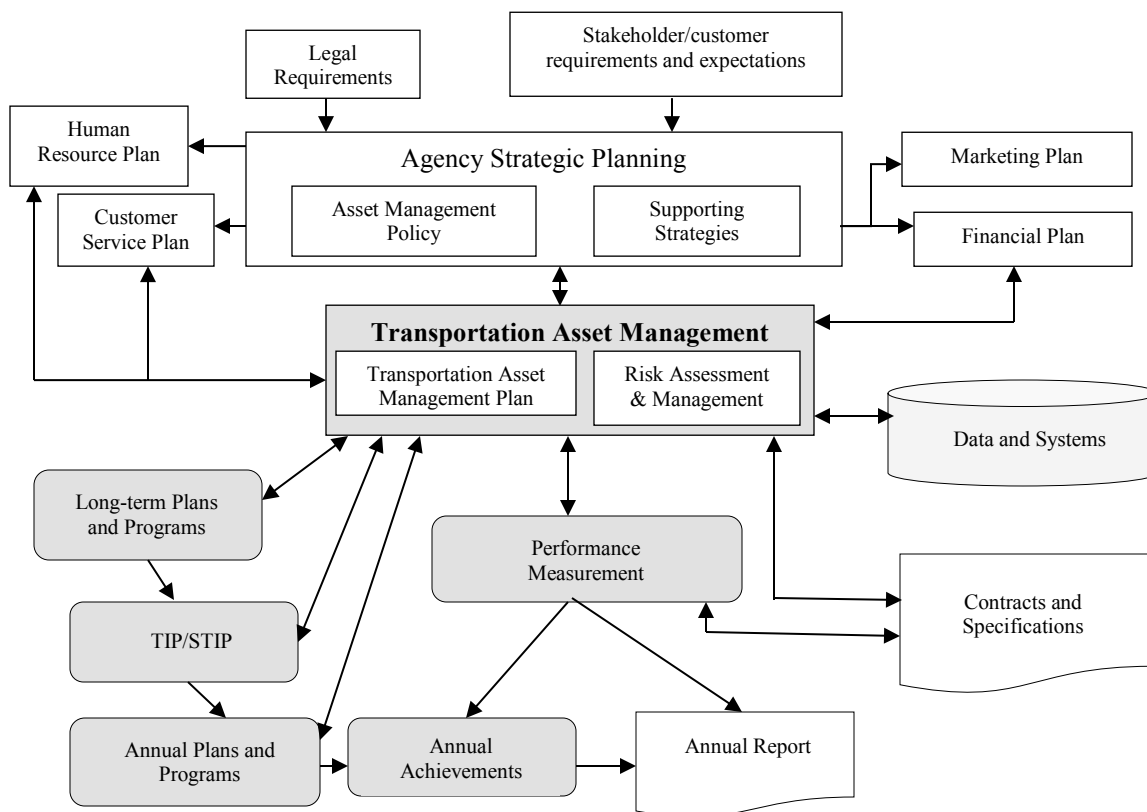 Legal
Requirements
Stakeholder/customer
requirements and expectations
Human
Resource Plan
Agency Strategic Planning
Marketing Plan
Asset Management
Policy
Supporting
Strategies
Customer
Service Plan
Financial Plan
Transportation Asset Management
Transportation Asset
Management Plan
Risk Assessment
& Management
Data and Systems
Long-term Plans
and Programs
Performance
Measurement
Contracts and
Specifications
TIP/STIP
Annual Plans and
Programs
Annual
Achievements
Annual Report